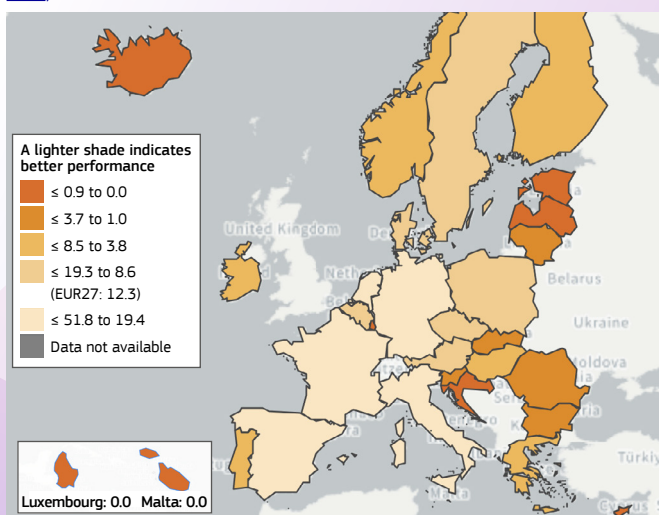 A lighter shade indicates
better performance
≤ 0.9 to 0.0
≤ 3.7 to 1.0
≤ 8.5 to 3.8
≤ 19.3 to 8.6
(EUR27: 12.3)
≤ 51.8 to 19.4
Data not available
United Kingdom
Belarus
Ukraine
Türkiy
Malta
Luxembourg: 0.0 Malta: 0.0